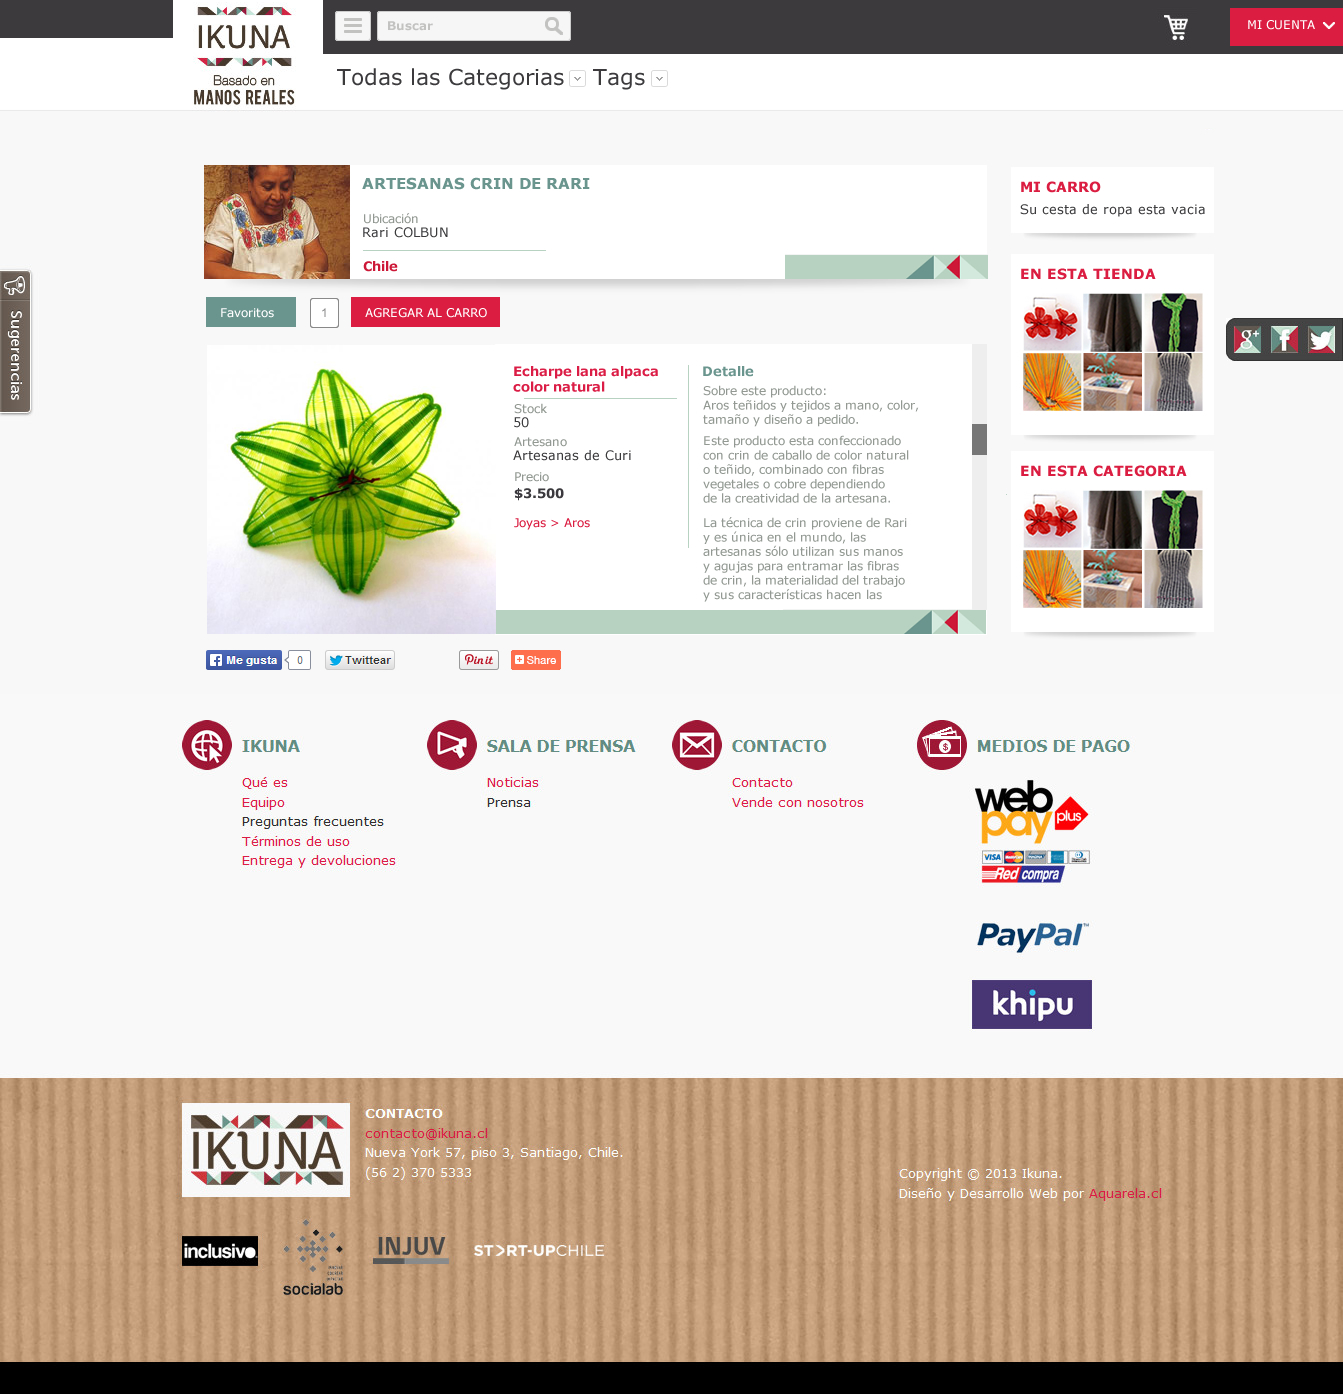 IKUNA
Basado en
MANOS REALES
Buscar
MI CUENTA
Todas las Categorias
Tags
ARTESANAS CRIN DE RARI
Ubicación
Rari COLBUN
Chile
MI CARRO
Su cesta de ropa esta vacia
Sugerencias
Favoritos
1
AGREGAR AL CARRO
EN ESTA TIENDA
g+
f
Echarpe lana alpaca
color natural
Stock
50
Artesano
Artesanas de Curi
Precio
$3.500
Joyas > Aros
Detalle
Sobre este producto:
Aros teñidos y tejidos a mano, color,
tamaño y diseño a pedido.
Este producto esta confeccionado
con crin de caballo de color natural
o teñido, combinado con fibras
vegetales o cobre dependiendo
de la creatividad de la artesana.
La técnica de crin proviene de Rari
y es única en el mundo, las
artesanas sólo utilizan sus manos
y agujas para entramar las fibras
de crin, la materialidad del trabajo
y sus características hacen las
EN ESTA CATEGORIA
Me gusta
0
Twittear
Pinit
Share
IKUNA
Qué es
Equipo
Preguntas frecuentes
Términos de uso
Entrega y devoluciones
SALA DE PRENSA
Noticias
Prensa
CONTACTO
Contacto
Vende con nosotros
MEDIOS DE PAGO
web
pay
plus
VISA
Red compra
PayPal™
khipu
IKUNA
CONTACTO
contacto@ikuna.cl
Nueva York 57, piso 3, Santiago, Chile.
(56 2) 370 5333
Copyright © 2013 Ikuna.
Diseño y Desarrollo Web por Aquarela.cl
inclusivo.
socialab
INJUV
START-UPCHILE